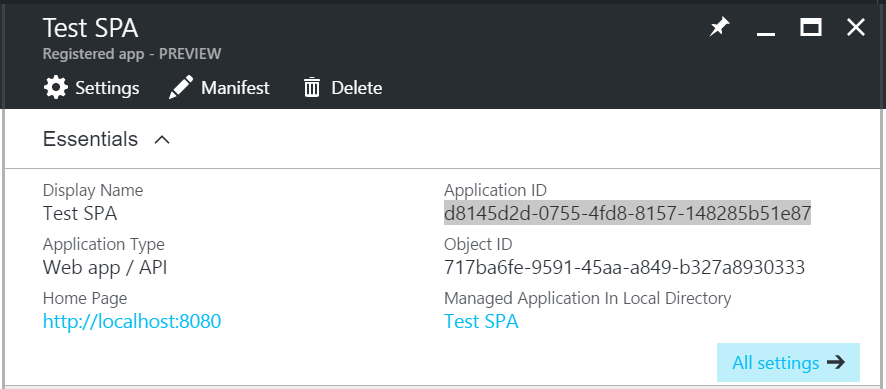 Test SPA
Registered app - PREVIEW
Settings Manifest Delete
Essentials
Display Name
Test SPA
Application ID
d8145d2d-0755-4fd8-8157-148285b51e87
Application Type
Web app / API
Object ID
717ba6fe-9591-45aa-a849-b327a8930333
Home Page
http://localhost:8080
Managed Application In Local Directory
Test SPA
All settings